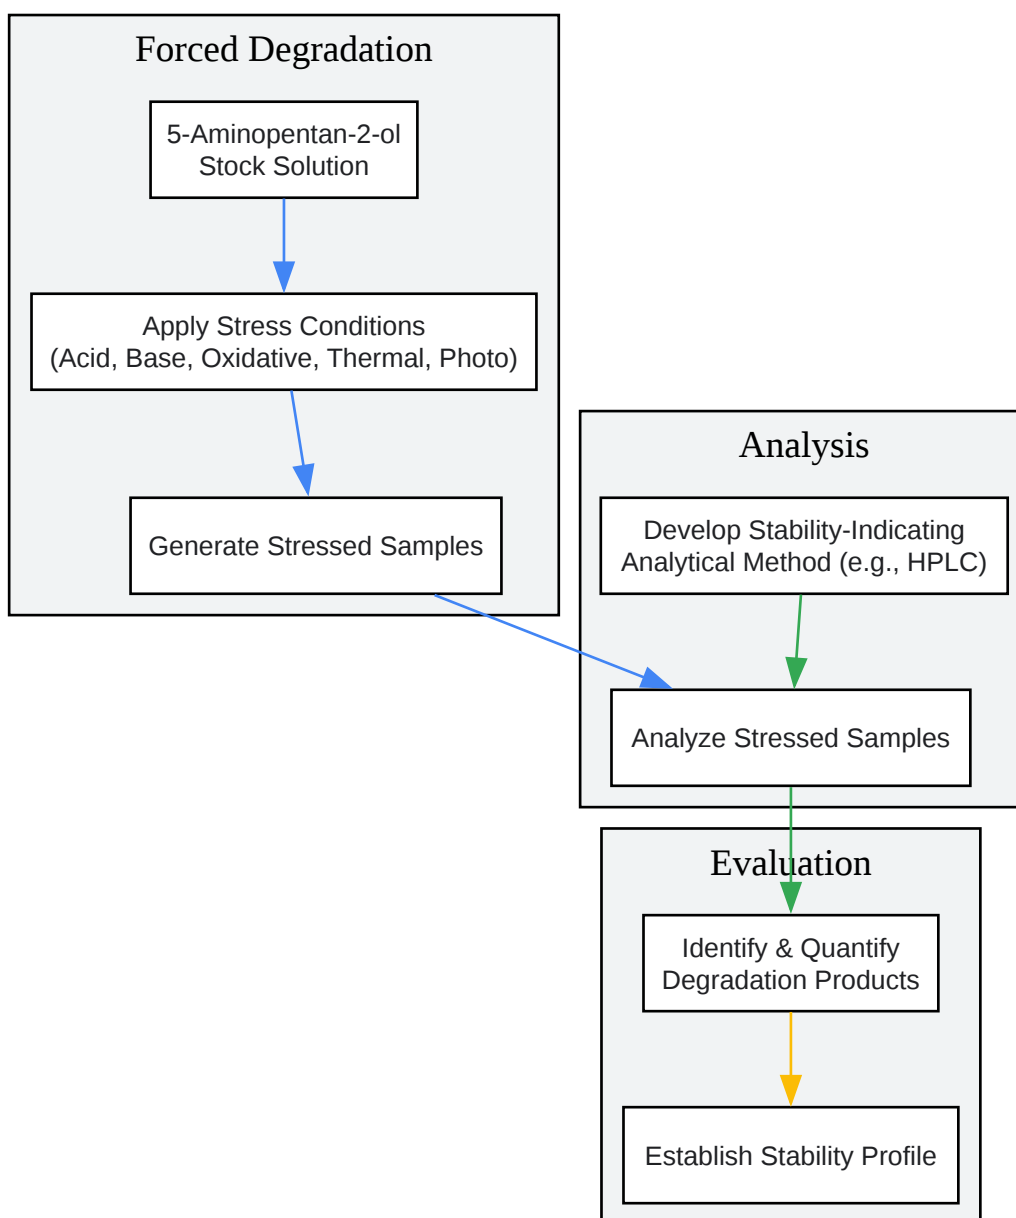 Forced Degradation
5-Aminopentan-2-ol
Stock Solution
Apply Stress Conditions
(Acid, Base, Oxidative, Thermal, Photo)
Generate Stressed Samples
Analysis
Develop Stability-Indicating
Analytical Method (e.g., HPLC)
Analyze Stressed Samples
Evaluation
Identify & Quantify
Degradation Products
Establish Stability Profile